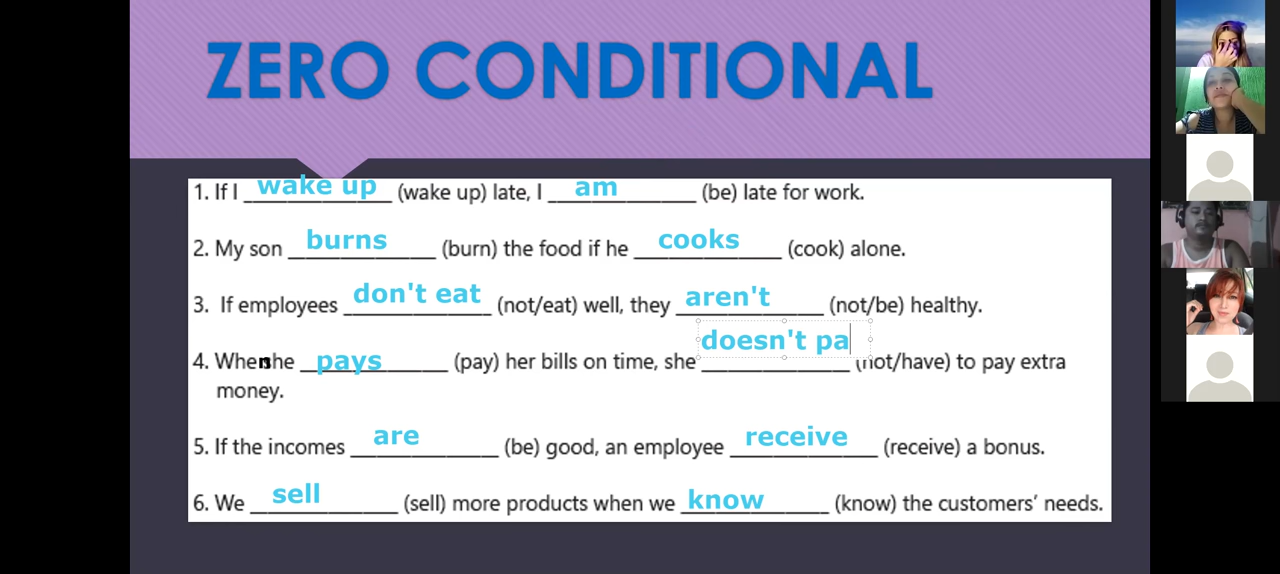 ZERO CONDITIONAL
1. If I wake up (wake up) late, I am (be) late for work.
2. My son burns (burn) the food if he cooks (cook) alone.
3. If employees don't eat (not/eat) well, they aren't (not/be) healthy.
doesn't pa
4. When she pays (pay) her bills on time, she ______________ (not/have) to pay extra
money.
5. If the incomes are (be) good, an employee receive (receive) a bonus.
6. We sell (sell) more products when we know (know) the customers' needs.